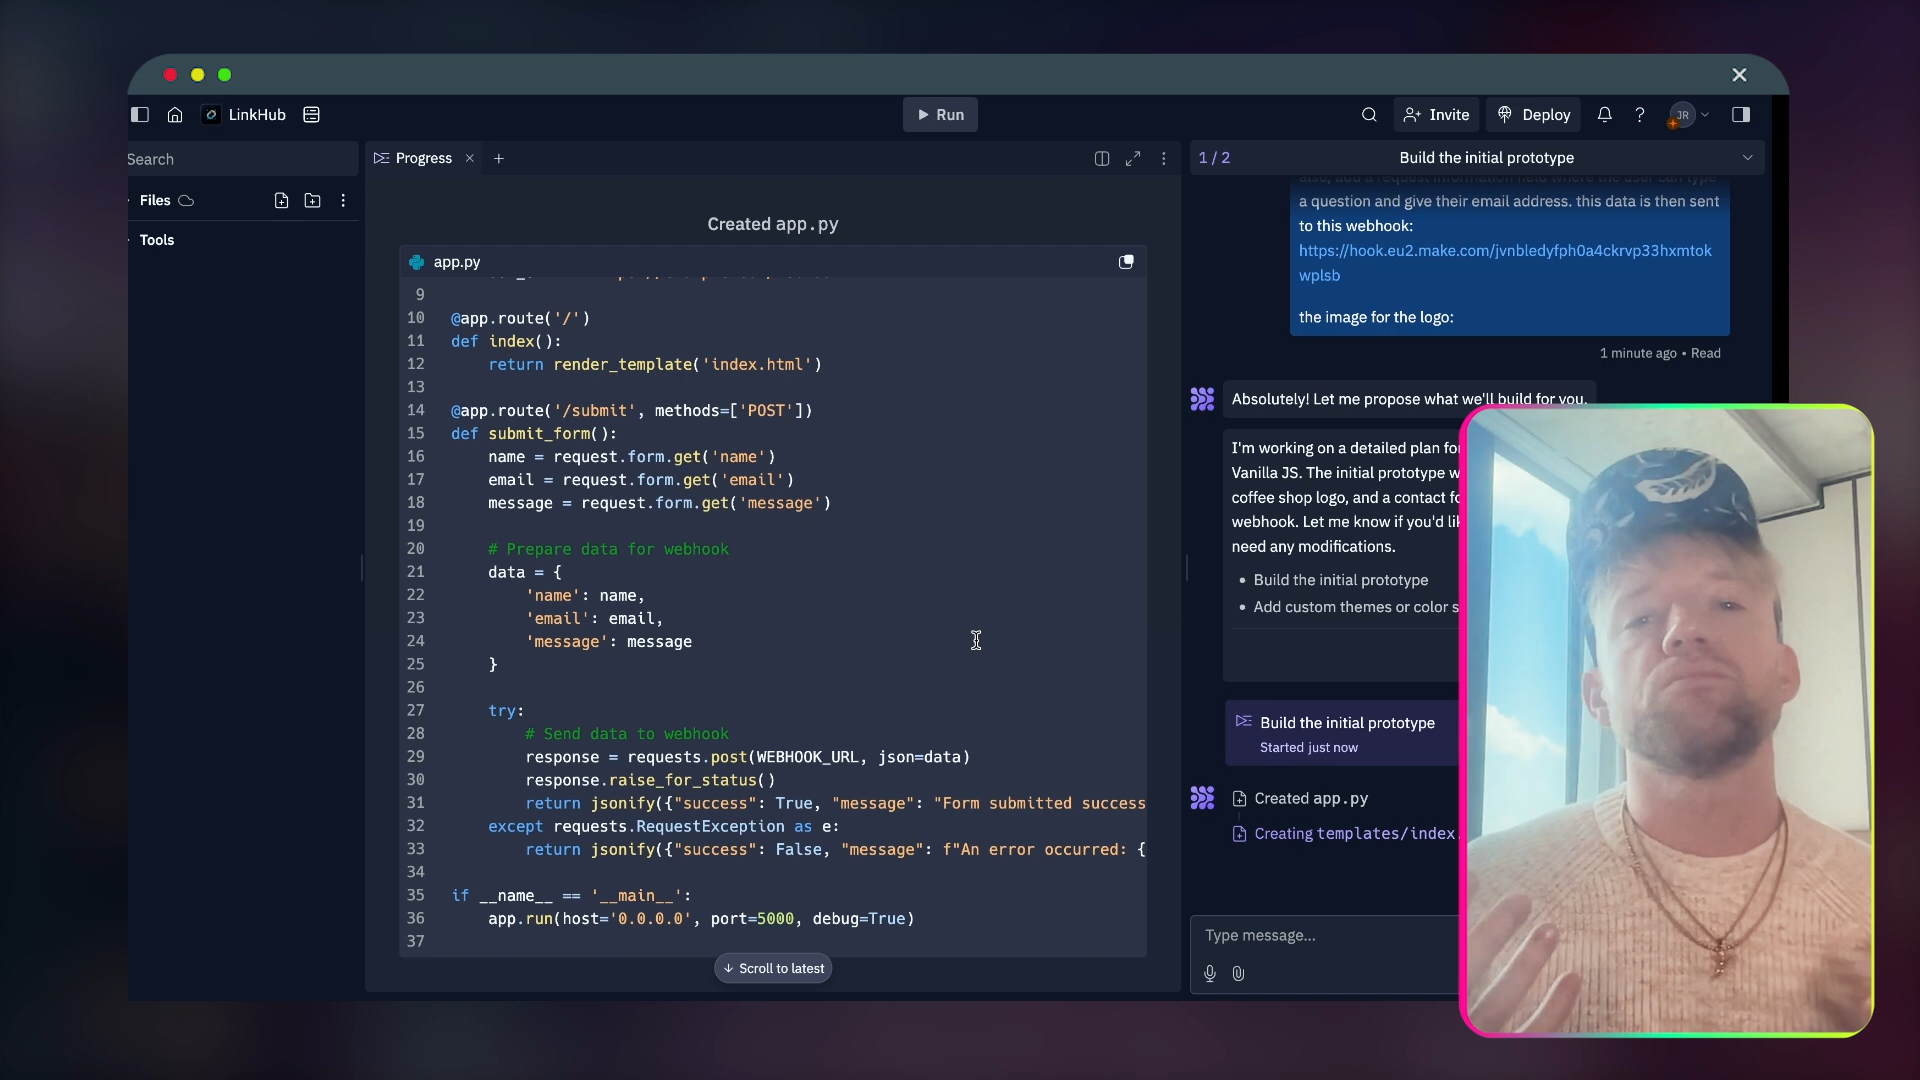 LinkHub
Run
Invite
Deploy
?
JR
Search
Files
Tools
Progress
Created app.py
app.py
9
10 @app.route('/')
11 def index():
12     return render_template('index.html')
13
14 @app.route('/submit', methods=['POST'])
15 def submit_form():
16     name = request.form.get('name')
17     email = request.form.get('email')
18     message = request.form.get('message')
19
20     # Prepare data for webhook
21     data = {
22         'name': name,
23         'email': email,
24         'message': message
25     }
26
27     try:
28         # Send data to webhook
29         response = requests.post(WEBHOOK_URL, json=data)
30         response.raise_for_status()
31         return jsonify({"success": True, "message": "Form submitted success
32     except requests.RequestException as e:
33         return jsonify({"success": False, "message": f"An error occurred: {
34
35 if __name__ == '__main__':
36     app.run(host='0.0.0.0', port=5000, debug=True)
37
Scroll to latest
1 / 2
Build the initial prototype
also, add a request information field where the user can type
a question and give their email address. this data is then sent
to this webhook:
https://hook.eu2.make.com/jvnbledyfph0a4ckrvp33hxmtok
wplsb
the image for the logo:
1 minute ago • Read
Absolutely! Let me propose what we'll build for you.
I'm working on a detailed plan fo
Vanilla JS. The initial prototype w
coffee shop logo, and a contact fo
webhook. Let me know if you'd li
need any modifications.
• Build the initial prototype
• Add custom themes or color s
Build the initial prototype
Started just now
Created app.py
Creating templates/index.
Type message...